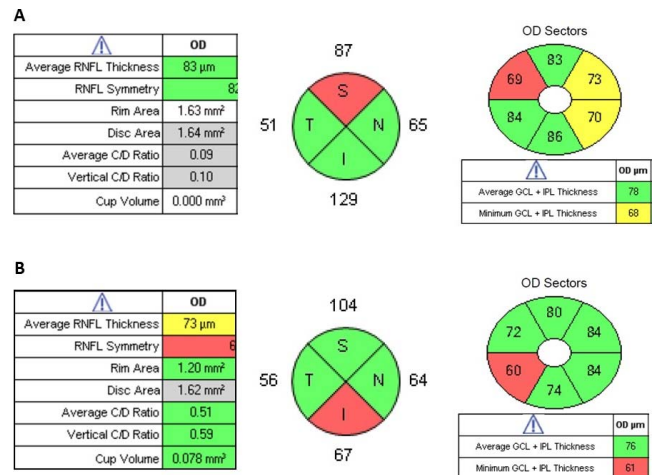 A
OD
Average RNFL Thickness 83 µm
RNFL Symmetry
Rim Area 1.63 mm²
Disc Area 1.64 mm²
Average C/D Ratio 0.09
Vertical C/D Ratio 0.10
Cup Volume 0.000 mm³
87
S
51 T N 65
I
129
OD Sectors
83
69 73
84 70
86
OD µm
Average GCL + IPL Thickness 78
Minimum GCL + IPL Thickness 68
B
OD
Average RNFL Thickness 73 µm
RNFL Symmetry
Rim Area 1.20 mm²
Disc Area 1.62 mm²
Average C/D Ratio 0.51
Vertical C/D Ratio 0.59
Cup Volume 0.078 mm³
104
S
56 T N 64
I
67
OD Sectors
80
72 84
60 84
74
OD µm
Average GCL + IPL Thickness 76
Minimum GCL + IPL Thickness 61